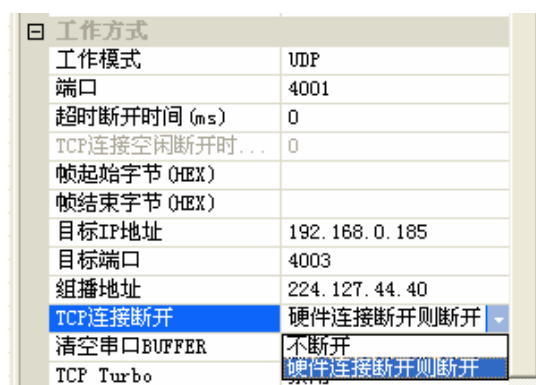 工作方式
工作模式 UDP
端口 4001
超时断开时间(ms) 0
TCP连接空闲断开时... 0
帧起始字节(HEX)
帧结束字节(HEX)
目标IP地址 192.168.0.185
目标端口 4003
组播地址 224.127.44.40
TCP连接断开 硬件连接断开则断开
清空串口BUFFER 不断开
硬件连接断开则断开
TCP Turbo